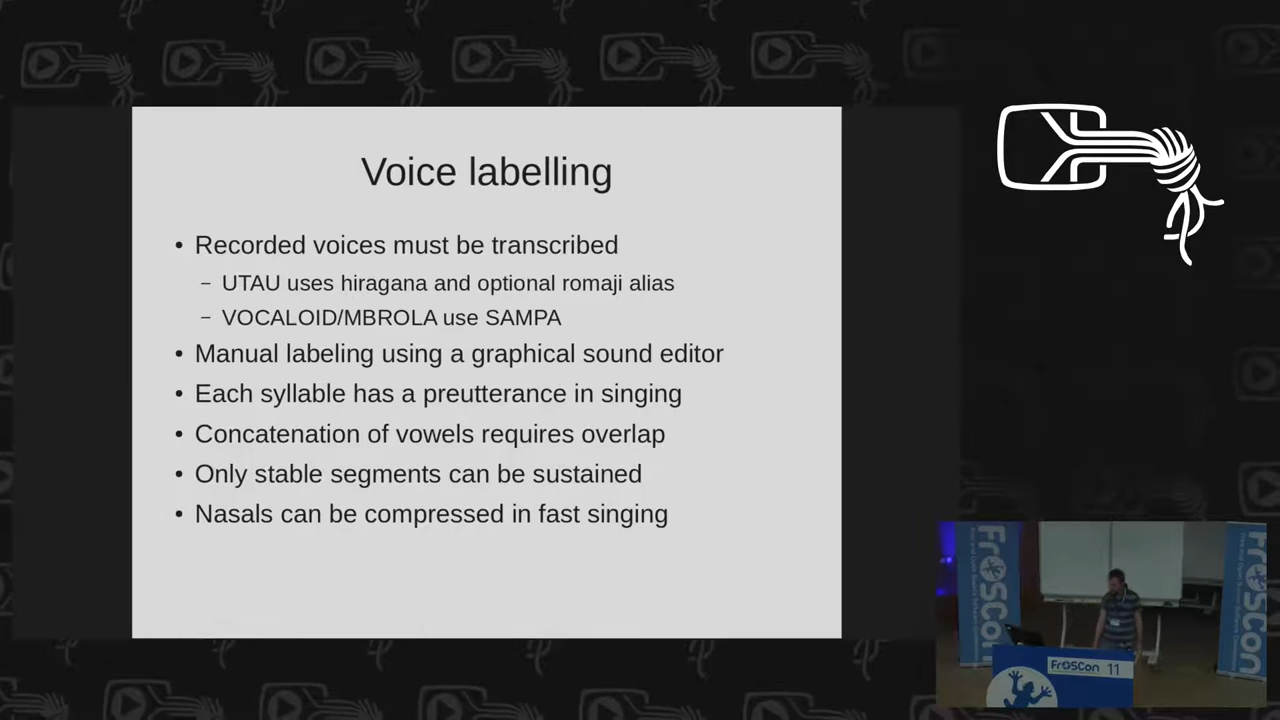 Voice labelling
• Recorded voices must be transcribed
– UTAU uses hiragana and optional romaji alias
– VOCALOID/MBROLA use SAMPA
• Manual labeling using a graphical sound editor
• Each syllable has a preutterance in singing
• Concatenation of vowels requires overlap
• Only stable segments can be sustained
• Nasals can be compressed in fast singing
FrOSCon
FrOSCon
FrOSCon 11